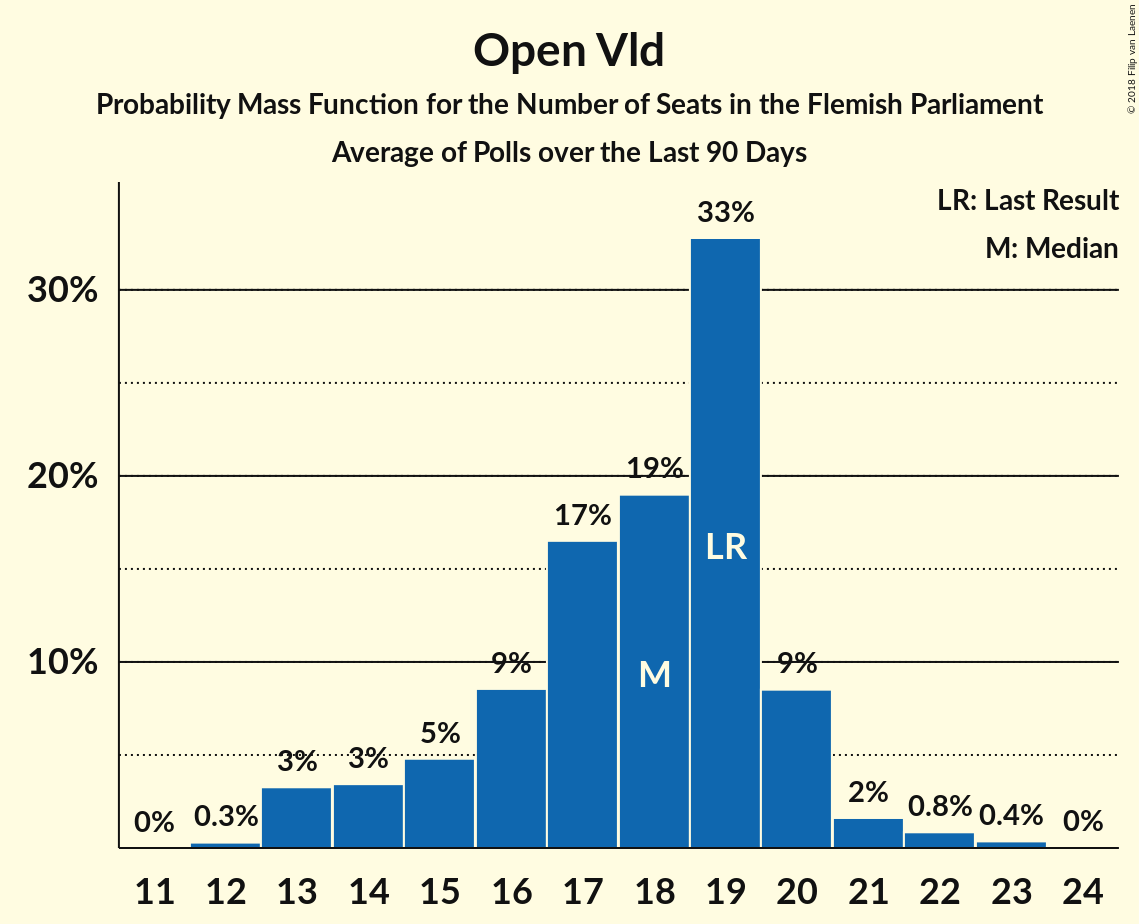 Open Vld
Probability Mass Function for the Number of Seats in the Flemish Parliament
Average of Polls over the Last 90 Days
© 2018 Filip van Laenen
LR: Last Result
M: Median
33%
30%
19%
20%
17%
LR
9%
9%
10%
M
5%
3%
3%
2%
0%
0.3%
0.8%
0.4%
0%
11 12 13 14 15 16 17 18 19 20 21 22 23 24